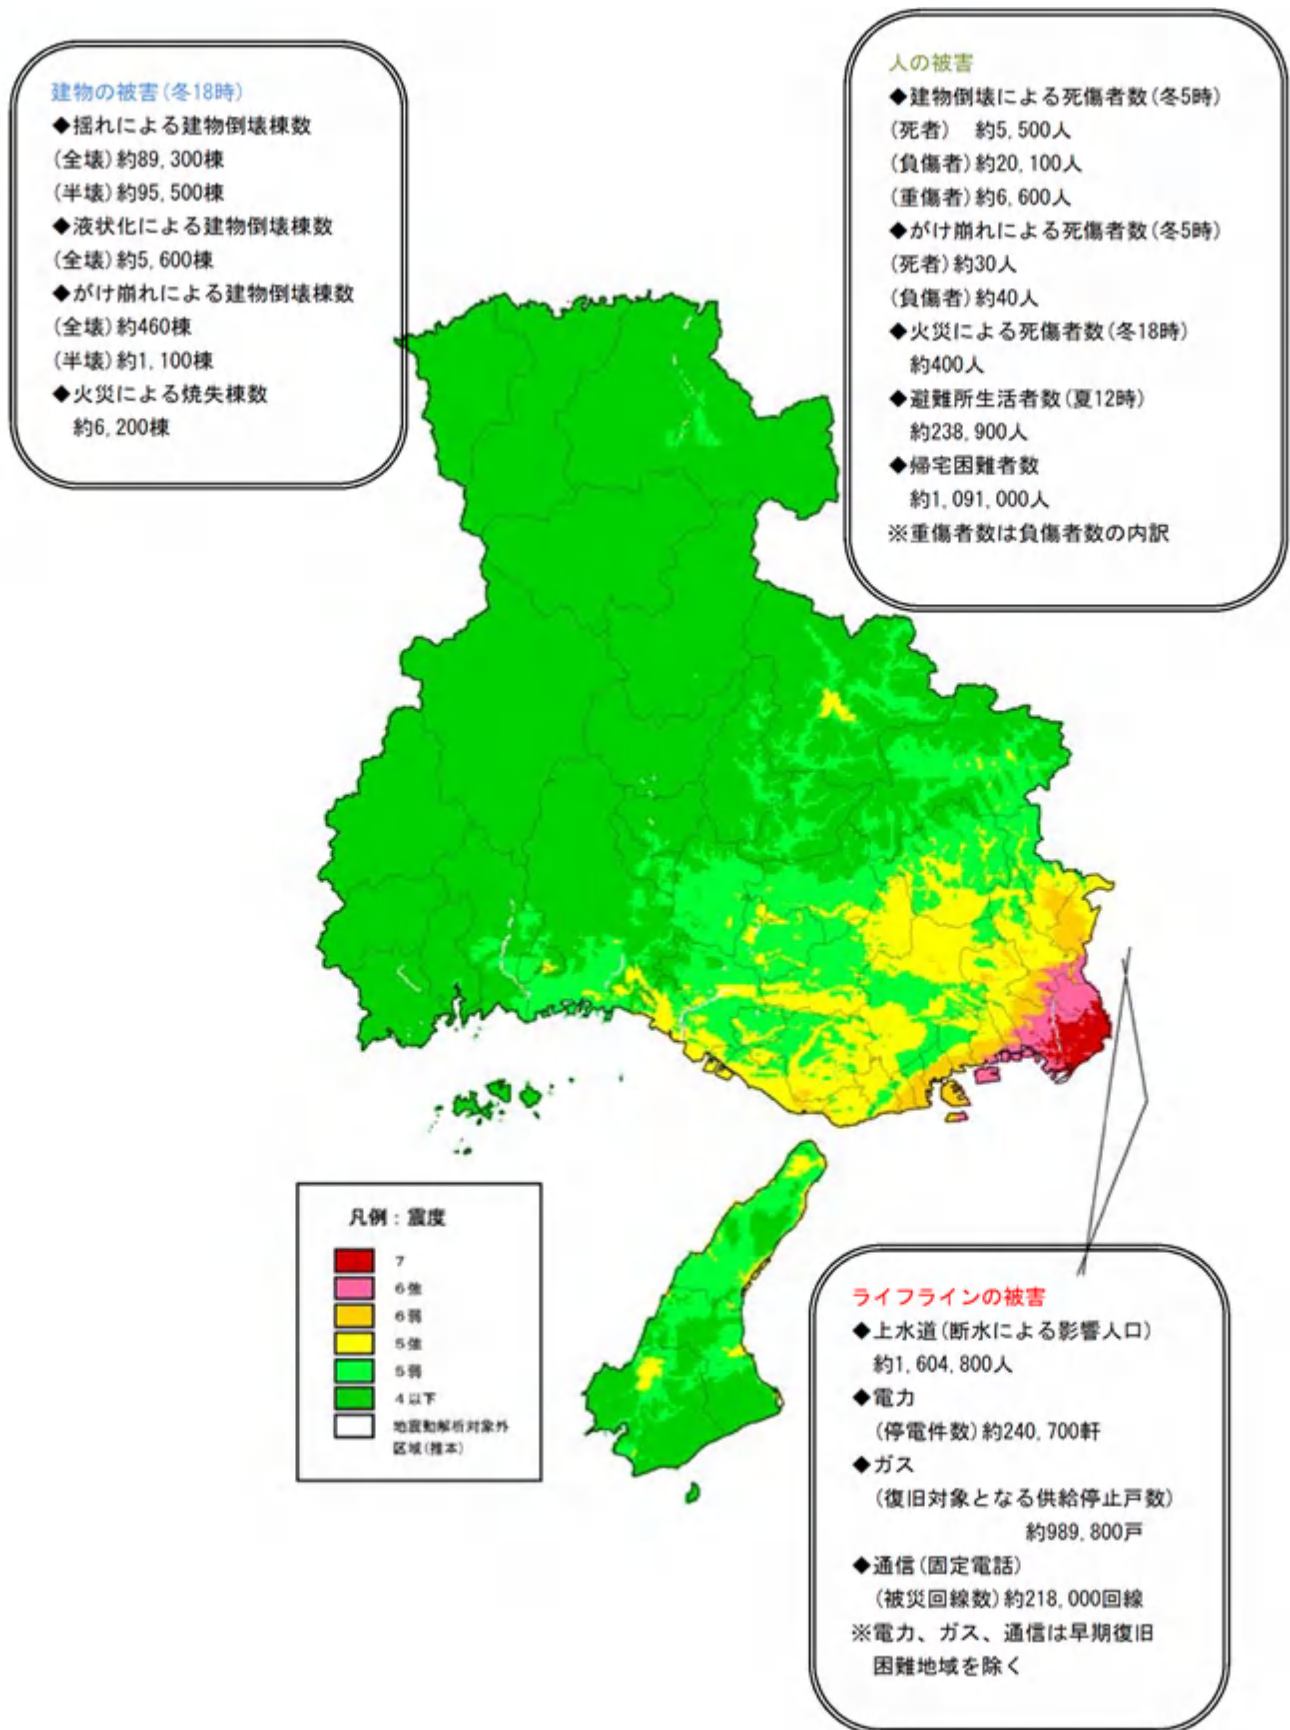 建物の被害(冬18時)
◆揺れによる建物倒壊棟数
(全壊)約89,300棟
(半壊)約95,500棟
◆液状化による建物倒壊棟数
(全壊)約5,600棟
◆がけ崩れによる建物倒壊棟数
(全壊)約460棟
(半壊)約1,100棟
◆火災による焼失棟数
約6,200棟
人の被害
◆建物倒壊による死傷者数(冬5時)
(死者) 約5,500人
(負傷者)約20,100人
(重傷者)約6,600人
◆がけ崩れによる死傷者数(冬5時)
(死者)約30人
(負傷者)約40人
◆火災による死傷者数(冬18時)
約400人
◆避難所生活者数(夏12時)
約238,900人
◆帰宅困難者数
約1,091,000人
※重傷者数は負傷者数の内訳
凡例：震度
7
6強
6弱
5強
5弱
4以下
地震動解析対象外
区域(推本)
ライフラインの被害
◆上水道(断水による影響人口)
約1,604,800人
◆電力
(停電件数)約240,700軒
◆ガス
(復旧対象となる供給停止戸数)
約989,800戸
◆通信(固定電話)
(被災回線数)約218,000回線
※電力、ガス、通信は早期復旧
困難地域を除く